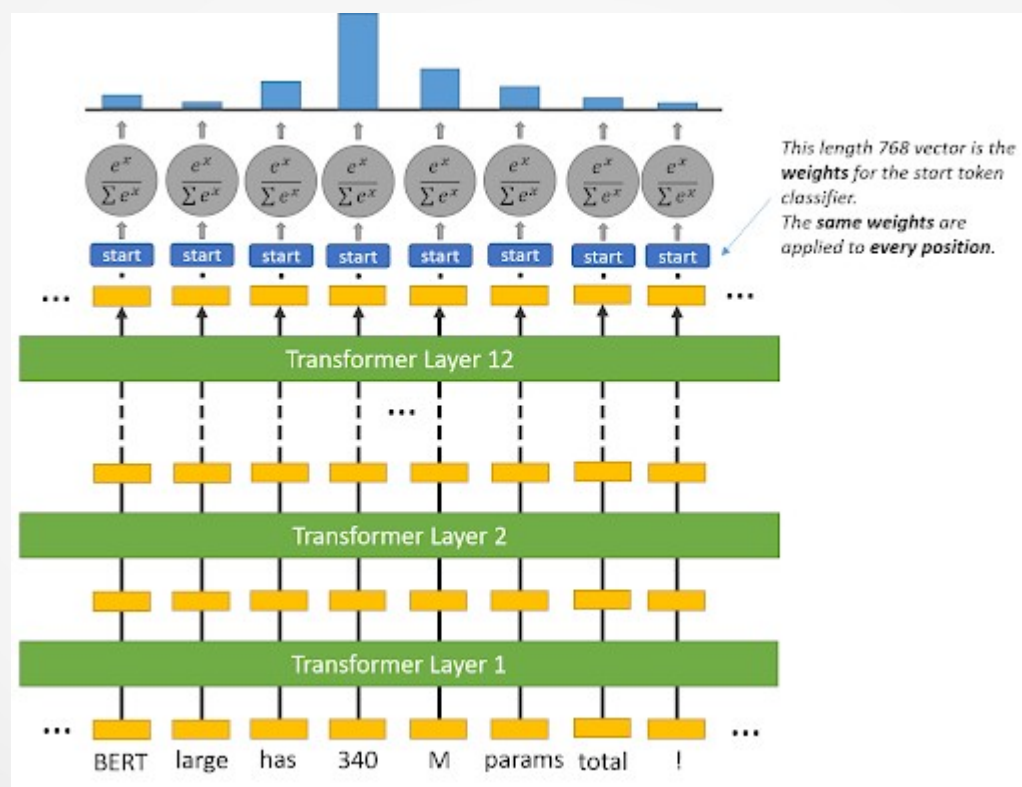 e^x / ∑ e^x e^x / ∑ e^x e^x / ∑ e^x e^x / ∑ e^x e^x / ∑ e^x e^x / ∑ e^x e^x / ∑ e^x e^x / ∑ e^x
This length 768 vector is the
weights for the start token
classifier.
The same weights are
applied to every position.
start start start start start start start start
... ...
Transformer Layer 12
...
Transformer Layer 2
Transformer Layer 1
... ...
BERT large has 340 M params total !